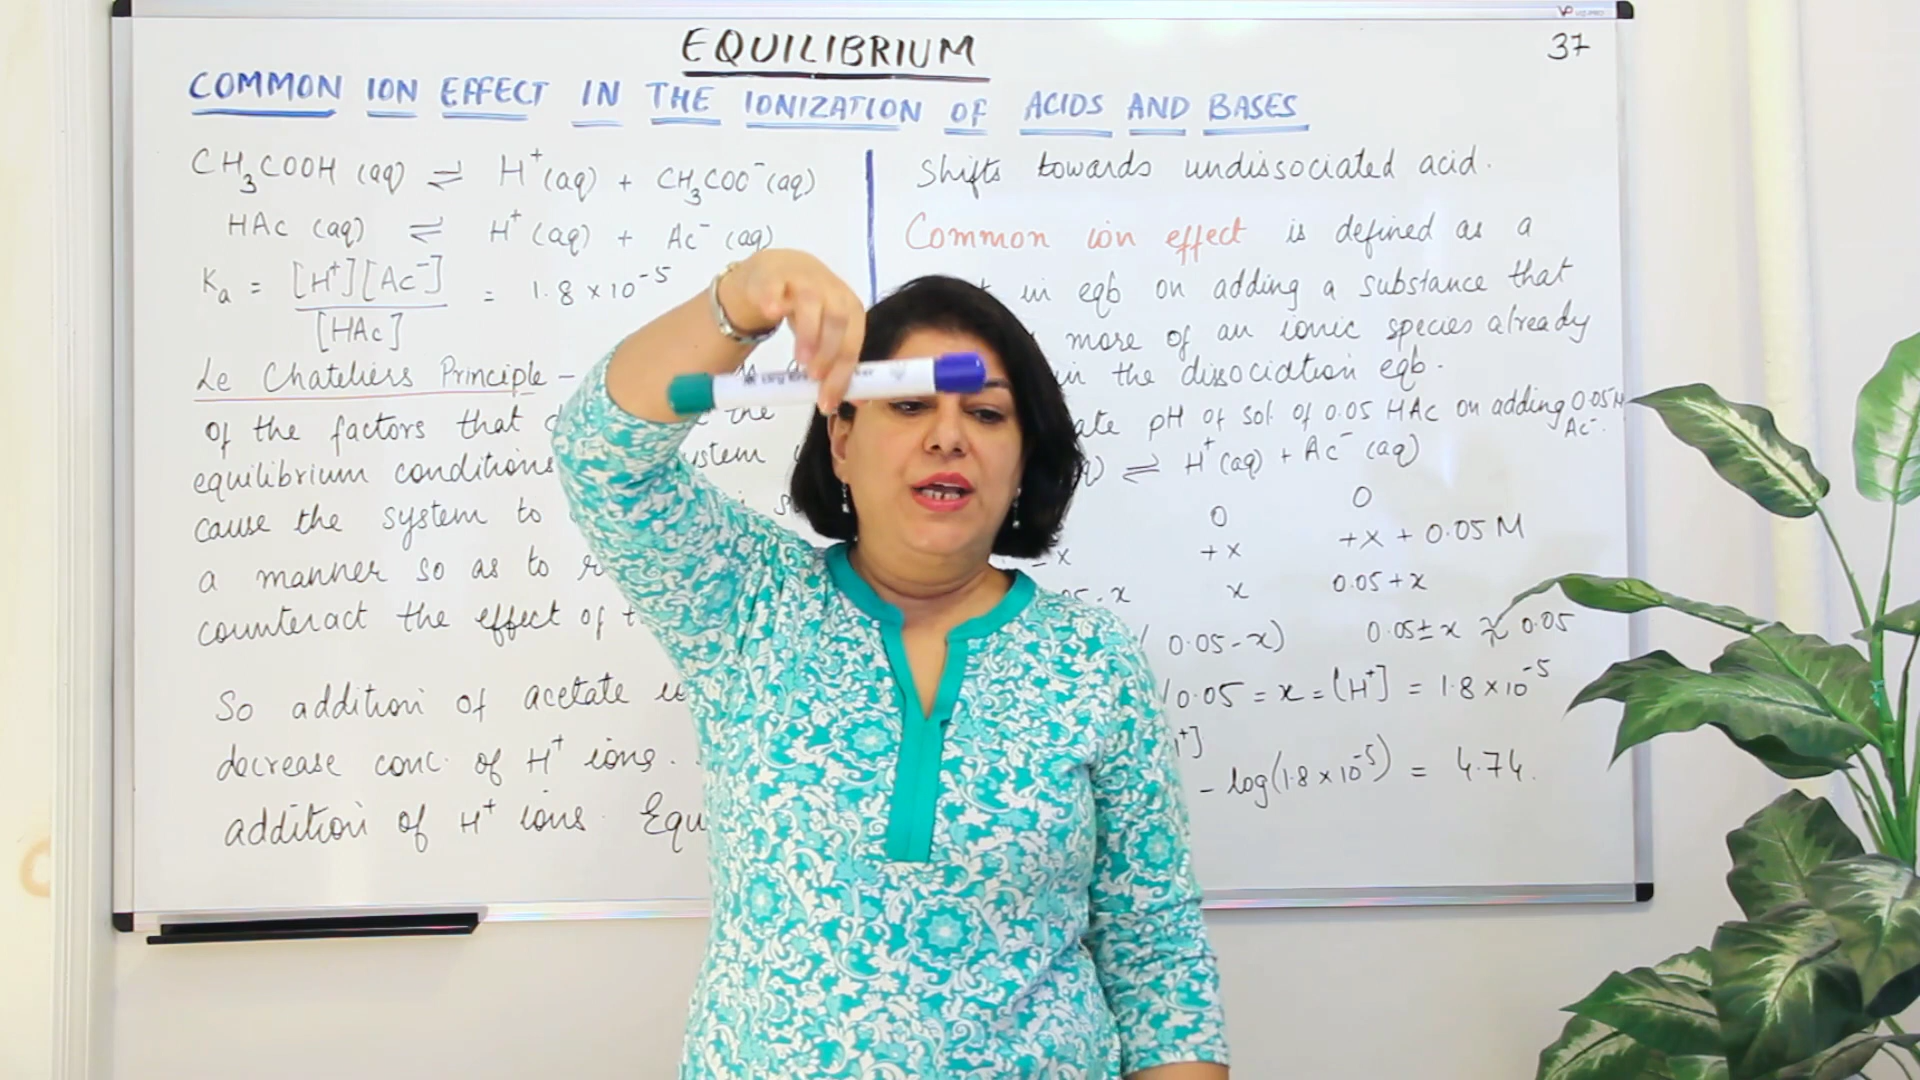 EQUILIBRIUM
37
COMMON ION EFFECT IN THE IONIZATION OF ACIDS AND BASES
CH₃COOH (aq) ⇌ H⁺(aq) + CH₃COO⁻(aq)
HAc (aq) ⇌ H⁺(aq) + Ac⁻(aq)
Ka = [H⁺][Ac⁻] / [HAc] = 1.8 × 10⁻⁵
Le Chateliers Principle –
of the factors that the
equilibrium conditions
cause the system to
a manner so as to
counteract the effect of
So addition of acetate
decrease conc. of H⁺ ions.
addition of H⁺ ions. Equ
Shifts towards undissociated acid.
Common ion effect is defined as a
in eqb on adding a substance that
more of an ionic species already
in the dissociation eqb.
pH of sol. of 0.05 HAc on adding 0.05 M
Ac⁻.
⇌ H⁺(aq) + Ac⁻(aq)
0 0
-x +x +x + 0.05 M
x 0.05 + x
0.05 - x) 0.05 ± x ≈ 0.05
0.05 = x = [H⁺] = 1.8 × 10⁻⁵
– log(1.8 × 10⁻⁵) = 4.74.